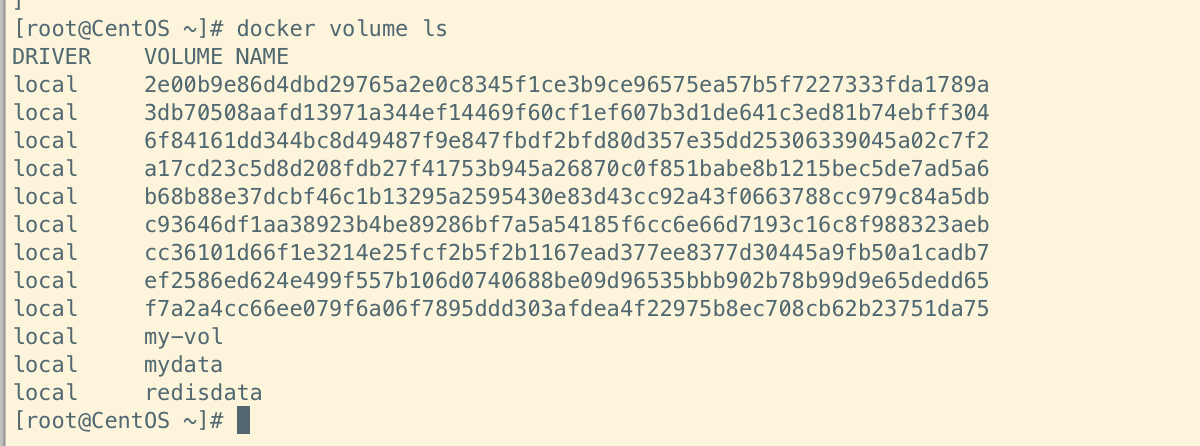 ]
[root@CentOS ~]# docker volume ls
DRIVER    VOLUME NAME
local     2e00b9e86d4dbd29765a2e0c8345f1ce3b9ce96575ea57b5f7227333fda1789a
local     3db70508aafd13971a344ef14469f60cf1ef607b3d1de641c3ed81b74ebff304
local     6f84161dd344bc8d49487f9e847fbdf2bfd80d357e35dd25306339045a02c7f2
local     a17cd23c5d8d208fdb27f41753b945a26870c0f851babe8b1215bec5de7ad5a6
local     b68b88e37dcbf46c1b13295a2595430e83d43cc92a43f0663788cc979c84a5db
local     c93646df1aa38923b4be89286bf7a5a54185f6cc6e66d7193c16c8f988323aeb
local     cc36101d66f1e3214e25fcf2b5f2b1167ead377ee8377d30445a9fb50a1cadb7
local     ef2586ed624e499f557b106d0740688be09d96535bbb902b78b99d9e65dedd65
local     f7a2a4cc66ee079f6a06f7895ddd303afdea4f22975b8ec708cb62b23751da75
local     my-vol
local     mydata
local     redisdata
[root@CentOS ~]#